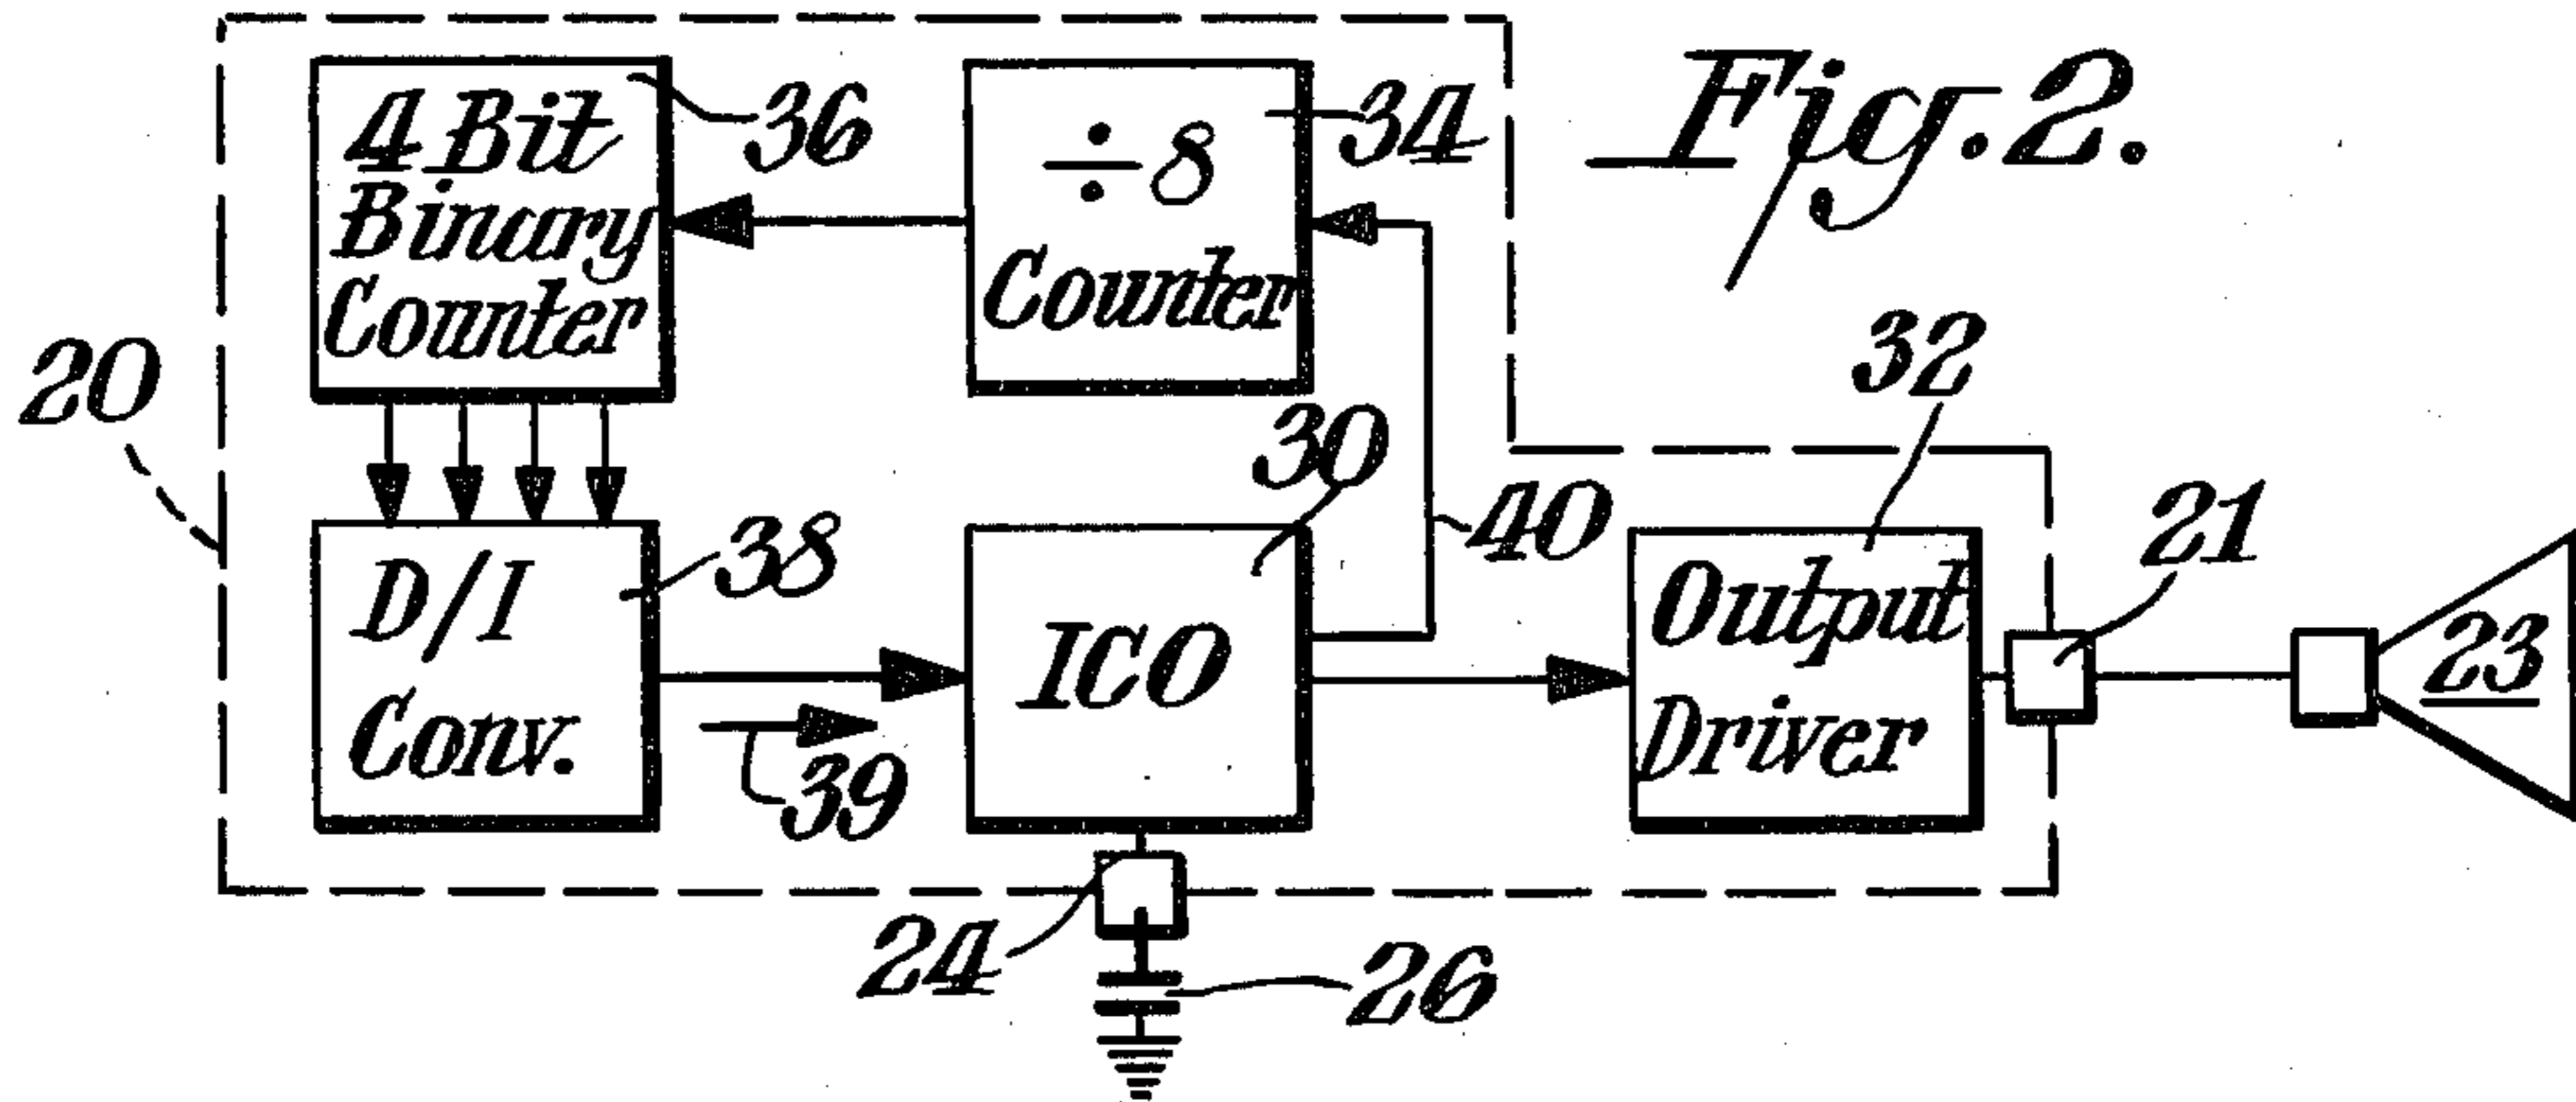 Fig. 2.
4 Bit
Binary
Counter
36
÷8
Counter
34
20
32
30
40
21
D/I
Conv.
38
39
ICO
Output
Driver
23
24
26